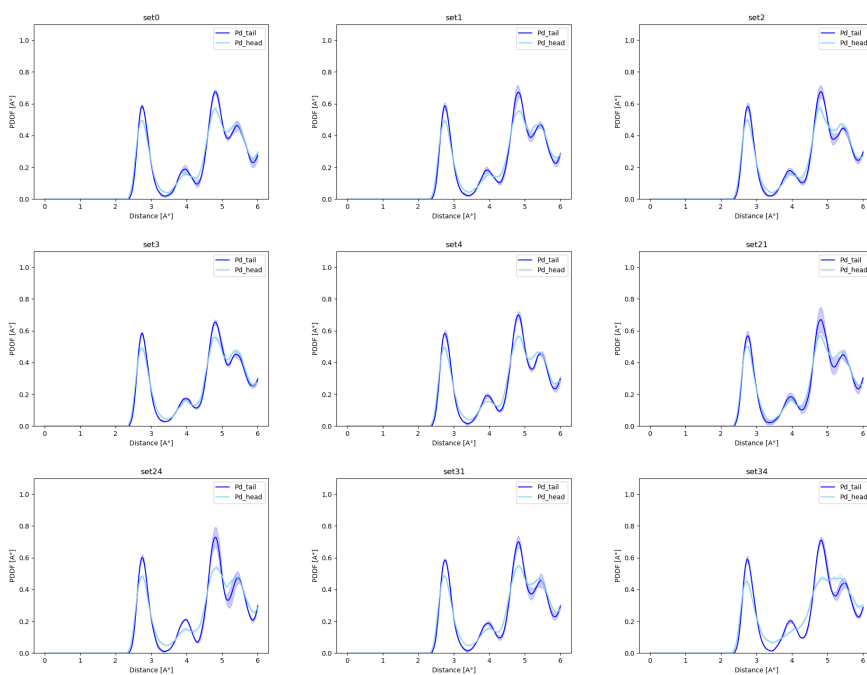 set0
Pd_tail
Pd_head
1.0
0.8
0.6
0.4
0.2
0.0
PDDF [A°]
0 1 2 3 4 5 6
Distance [A°]
set1
Pd_tail
Pd_head
1.0
0.8
0.6
0.4
0.2
0.0
PDDF [A°]
0 1 2 3 4 5 6
Distance [A°]
set2
Pd_tail
Pd_head
1.0
0.8
0.6
0.4
0.2
0.0
PDDF [A°]
0 1 2 3 4 5 6
Distance [A°]
set3
Pd_tail
Pd_head
1.0
0.8
0.6
0.4
0.2
0.0
PDDF [A°]
0 1 2 3 4 5 6
Distance [A°]
set4
Pd_tail
Pd_head
1.0
0.8
0.6
0.4
0.2
0.0
PDDF [A°]
0 1 2 3 4 5 6
Distance [A°]
set21
Pd_tail
Pd_head
1.0
0.8
0.6
0.4
0.2
0.0
PDDF [A°]
0 1 2 3 4 5 6
Distance [A°]
set24
Pd_tail
Pd_head
1.0
0.8
0.6
0.4
0.2
0.0
PDDF [A°]
0 1 2 3 4 5 6
Distance [A°]
set31
Pd_tail
Pd_head
1.0
0.8
0.6
0.4
0.2
0.0
PDDF [A°]
0 1 2 3 4 5 6
Distance [A°]
set34
Pd_tail
Pd_head
1.0
0.8
0.6
0.4
0.2
0.0
PDDF [A°]
0 1 2 3 4 5 6
Distance [A°]